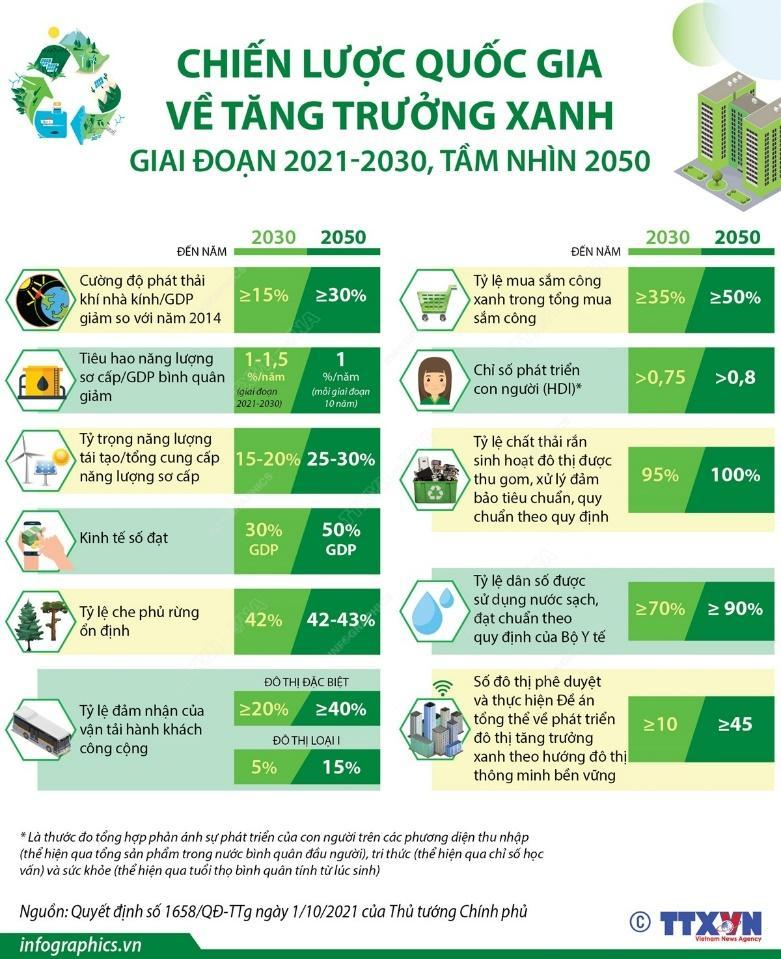 CHIẾN LƯỢC QUỐC GIA
VỀ TĂNG TRƯỞNG XANH
GIAI ĐOẠN 2021-2030, TẦM NHÌN 2050
ĐẾN NĂM 2030 2050
Cường độ phát thải
khí nhà kính/GDP
giảm so với năm 2014
≥15% ≥30%
Tiêu hao năng lượng
sơ cấp/GDP bình quân
giảm
1-1,5 1
%/năm %/năm
(giai đoạn (mỗi giai đoạn
2021-2030) 10 năm)
Tỷ trọng năng lượng
tái tạo/tổng cung cấp
năng lượng sơ cấp
15-20% 25-30%
Kinh tế số đạt
30% 50%
GDP GDP
Tỷ lệ che phủ rừng
ổn định
42% 42-43%
Tỷ lệ đảm nhận của
vận tải hành khách
công cộng
ĐÔ THỊ ĐẶC BIỆT
≥20% ≥40%
ĐÔ THỊ LOẠI I
5% 15%
ĐẾN NĂM 2030 2050
Tỷ lệ mua sắm công
xanh trong tổng mua
sắm công
≥35% ≥50%
Chỉ số phát triển
con người (HDI)*
>0,75 >0,8
Tỷ lệ chất thải rắn
sinh hoạt đô thị được
thu gom, xử lý đảm
bảo tiêu chuẩn, quy
chuẩn theo quy định
95% 100%
Tỷ lệ dân số được
sử dụng nước sạch,
đạt chuẩn theo
quy định của Bộ Y tế
≥70% ≥ 90%
Số đô thị phê duyệt
và thực hiện Đề án
tổng thể về phát triển
đô thị tăng trưởng
xanh theo hướng đô thị
thông minh bền vững
≥10 ≥45
* Là thước đo tổng hợp phản ánh sự phát triển của con người trên các phương diện thu nhập
(thể hiện qua tổng sản phẩm trong nước bình quân đầu người), tri thức (thể hiện qua chỉ số học
vấn) và sức khỏe (thể hiện qua tuổi thọ bình quân tính từ lúc sinh)
Nguồn: Quyết định số 1658/QĐ-TTg ngày 1/10/2021 của Thủ tướng Chính phủ
© TTXVN
Vietnam News Agency
infographics.vn